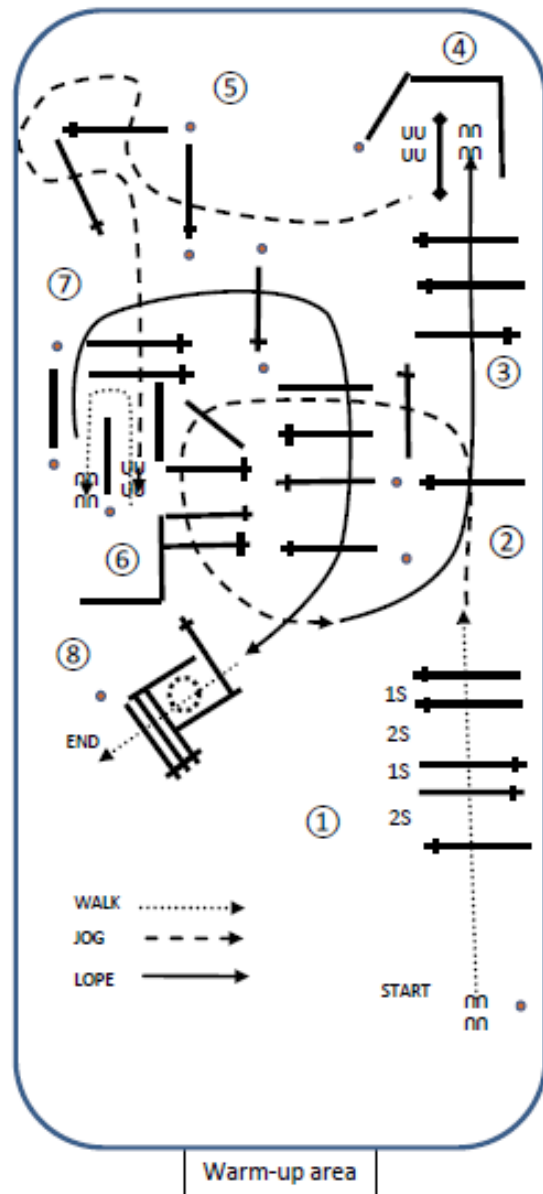 ④
⑤
⑦
③
②
⑥
⑧
1S
2S
END
1S
①
2S
WALK
JOG
START
LOPE
Warm-up area